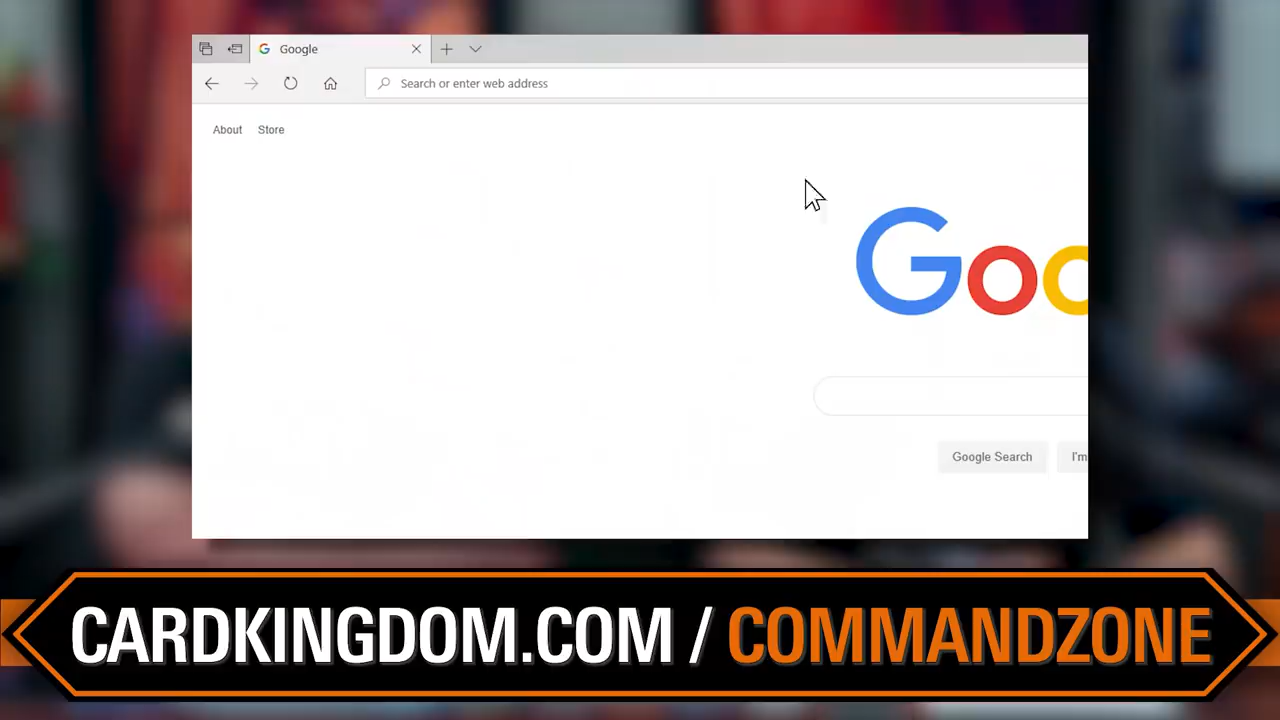 Google
Search or enter web address
About Store
Goo
Google Search I'm
CARDKINGDOM.COM / COMMANDZONE